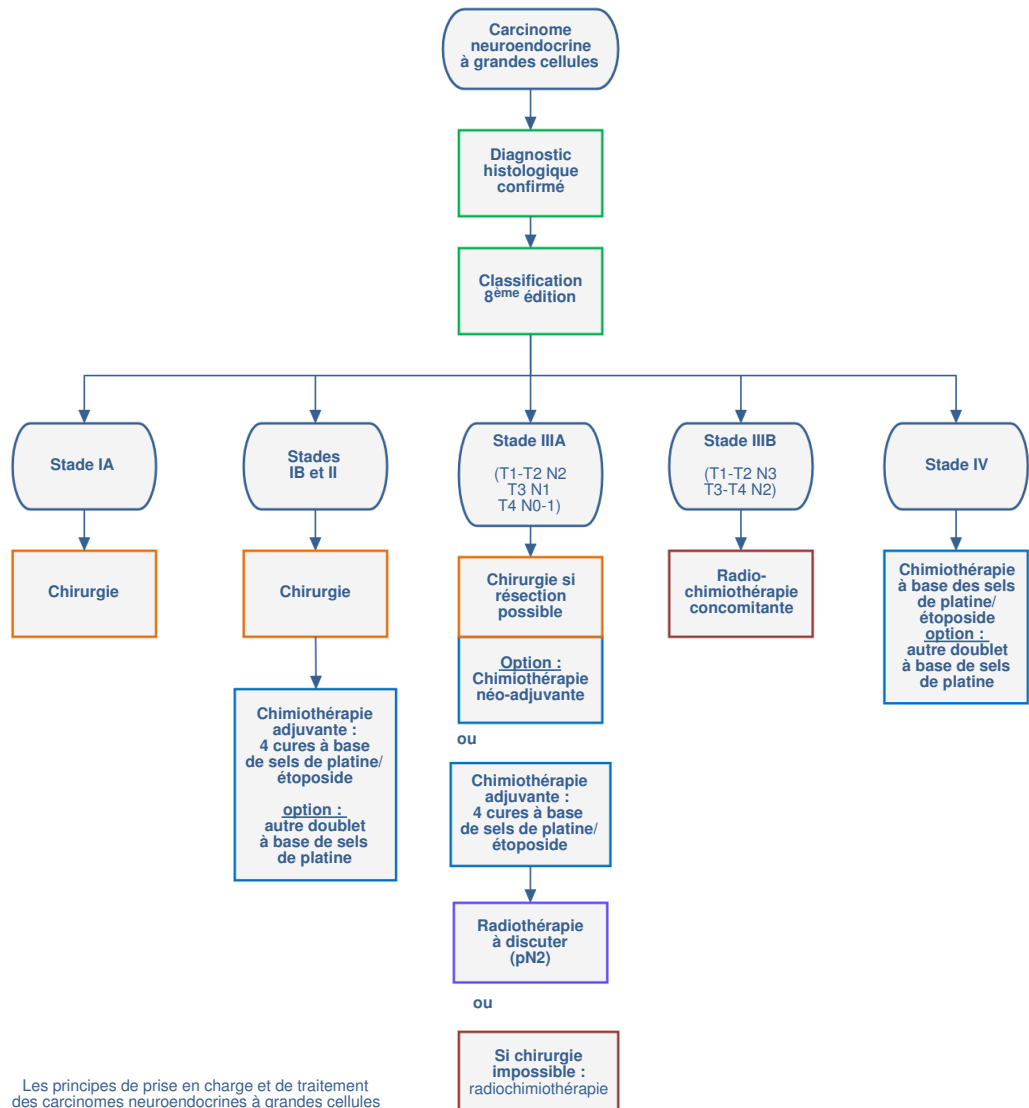 Carcinome
neuroendocrine
à grandes cellules
Diagnostic
histologique
confirmé
Classification
8ème édition
Stade IA
Chirurgie
Stades
IB et II
Chirurgie
Chimiothérapie
adjuvante :
4 cures à base
de sels de platine/
étoposide
option :
autre doublet
à base de sels
de platine
Stade IIIA
(T1-T2 N2
T3 N1
T4 N0-1)
Chirurgie si
résection
possible
Option :
Chimiothérapie
néo-adjuvante
ou
Chimiothérapie
adjuvante :
4 cures à base
de sels de platine/
étoposide
Radiothérapie
à discuter
(pN2)
ou
Si chirurgie
impossible :
radiochimiothérapie
Stade IIIB
(T1-T2 N3
T3-T4 N2)
Radio-
chimiothérapie
concomitante
Stade IV
Chimiothérapie
à base des sels
de platine/
étoposide
option :
autre doublet
à base de sels
de platine
Les principes de prise en charge et de traitement
des carcinomes neuroendocrines à grandes cellules